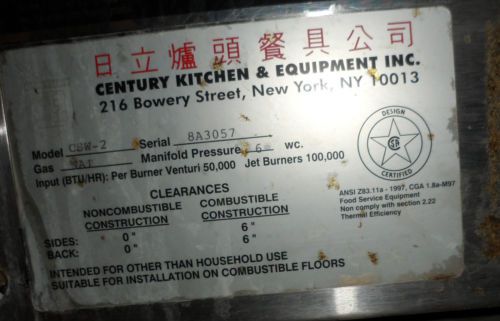 日立爐頭餐具公司
CENTURY KITCHEN & EQUIPMENT INC.
216 Bowery Street, New York, NY 10013
Model CSW-2 Serial 8A3057
Gas NAT Manifold Pressure 6 WC.
Input (BTU/HR): Per Burner Venturi 50,000 Jet Burners 100,000
CLEARANCES
NONCOMBUSTIBLE CONSTRUCTION COMBUSTIBLE CONSTRUCTION
SIDES: 0" 6"
BACK: 0" 6"
INTENDED FOR OTHER THAN HOUSEHOLD USE
SUITABLE FOR INSTALLATION ON COMBUSTIBLE FLOORS
DESIGN
CERTIFIED
ANSI Z83.11a - 1997, CGA 1.8a-M97
Food Service Equipment
Non comply with section 2.22
Thermal Efficiency